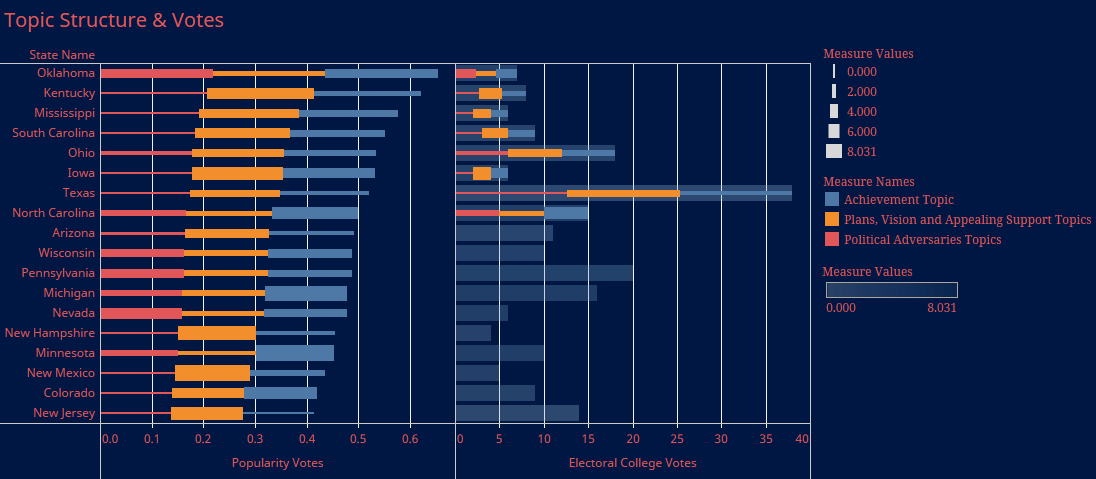 Topic Structure & Votes
State Name
Oklahoma
Kentucky
Mississippi
South Carolina
Ohio
Iowa
Texas
North Carolina
Arizona
Wisconsin
Pennsylvania
Michigan
Nevada
New Hampshire
Minnesota
New Mexico
Colorado
New Jersey
0.0 0.1 0.2 0.3 0.4 0.5 0.6
Popularity Votes
0 5 10 15 20 25 30 35 40
Electoral College Votes
Measure Values
0.000
2.000
4.000
6.000
8.031
Measure Names
Achievement Topic
Plans, Vision and Appealing Support Topics
Political Adversaries Topics
Measure Values
0.000 8.031